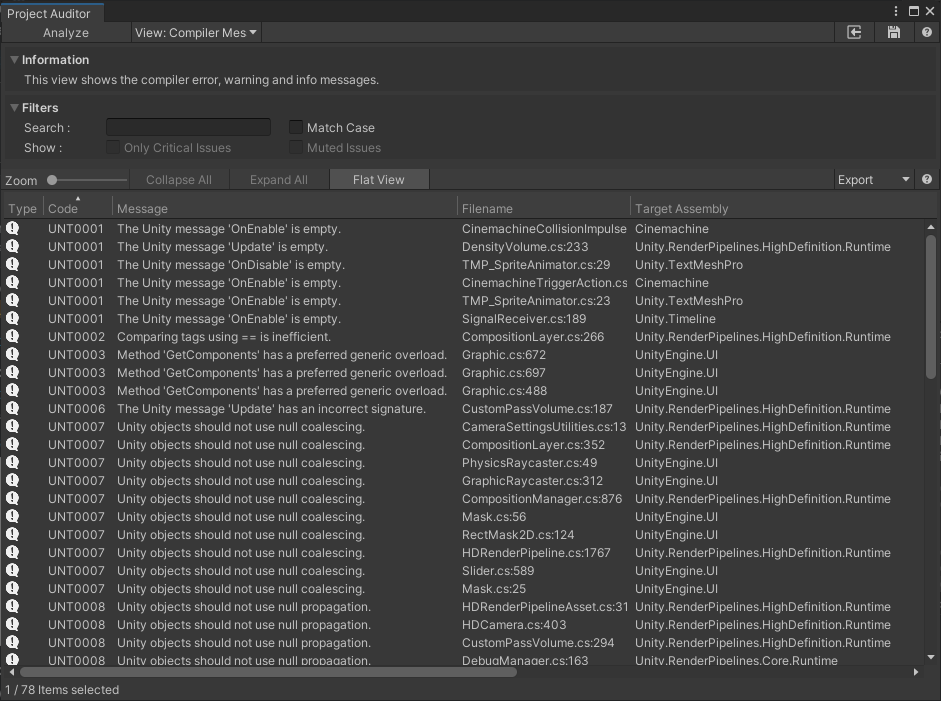 Project Auditor
Analyze View: Compiler Mes
Information
This view shows the compiler error, warning and info messages.
Filters
Search : Match Case
Show : Only Critical Issues Muted Issues
Zoom Collapse All Expand All Flat View Export
Type Code Message Filename Target Assembly
UNT0001 The Unity message 'OnEnable' is empty. CinemachineCollisionImpulse Cinemachine
UNT0001 The Unity message 'Update' is empty. DensityVolume.cs:233 Unity.RenderPipelines.HighDefinition.Runtime
UNT0001 The Unity message 'OnDisable' is empty. TMP_SpriteAnimator.cs:29 Unity.TextMeshPro
UNT0001 The Unity message 'OnEnable' is empty. CinemachineTriggerAction.cs Cinemachine
UNT0001 The Unity message 'OnEnable' is empty. TMP_SpriteAnimator.cs:23 Unity.TextMeshPro
UNT0001 The Unity message 'OnEnable' is empty. SignalReceiver.cs:189 Unity.Timeline
UNT0002 Comparing tags using == is inefficient. CompositionLayer.cs:266 Unity.RenderPipelines.HighDefinition.Runtime
UNT0003 Method 'GetComponents' has a preferred generic overload. Graphic.cs:672 UnityEngine.UI
UNT0003 Method 'GetComponents' has a preferred generic overload. Graphic.cs:697 UnityEngine.UI
UNT0003 Method 'GetComponents' has a preferred generic overload. Graphic.cs:488 UnityEngine.UI
UNT0006 The Unity message 'Update' has an incorrect signature. CustomPassVolume.cs:187 Unity.RenderPipelines.HighDefinition.Runtime
UNT0007 Unity objects should not use null coalescing. CameraSettingsUtilities.cs:13 Unity.RenderPipelines.HighDefinition.Runtime
UNT0007 Unity objects should not use null coalescing. CompositionLayer.cs:352 Unity.RenderPipelines.HighDefinition.Runtime
UNT0007 Unity objects should not use null coalescing. PhysicsRaycaster.cs:49 UnityEngine.UI
UNT0007 Unity objects should not use null coalescing. GraphicRaycaster.cs:312 UnityEngine.UI
UNT0007 Unity objects should not use null coalescing. CompositionManager.cs:876 Unity.RenderPipelines.HighDefinition.Runtime
UNT0007 Unity objects should not use null coalescing. Mask.cs:56 UnityEngine.UI
UNT0007 Unity objects should not use null coalescing. RectMask2D.cs:124 UnityEngine.UI
UNT0007 Unity objects should not use null coalescing. HDRenderPipeline.cs:1767 Unity.RenderPipelines.HighDefinition.Runtime
UNT0007 Unity objects should not use null coalescing. Slider.cs:589 UnityEngine.UI
UNT0007 Unity objects should not use null coalescing. Mask.cs:25 UnityEngine.UI
UNT0008 Unity objects should not use null propagation. HDRenderPipelineAsset.cs:31 Unity.RenderPipelines.HighDefinition.Runtime
UNT0008 Unity objects should not use null propagation. HDCamera.cs:403 Unity.RenderPipelines.HighDefinition.Runtime
UNT0008 Unity objects should not use null propagation. CustomPassVolume.cs:294 Unity.RenderPipelines.HighDefinition.Runtime
UNT0008 Unity objects should not use null propagation. DebugManager.cs:163 Unity.RenderPipelines.Core.Runtime
1 / 78 Items selected